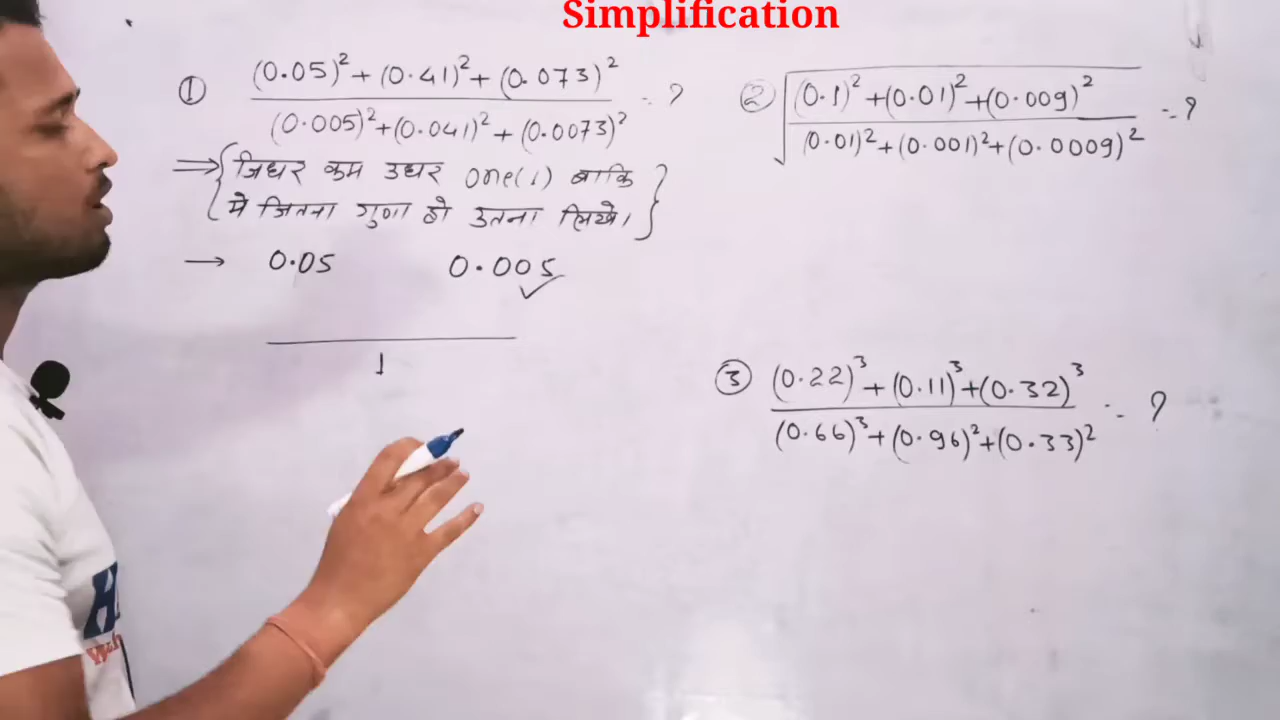 Simplification
① (0.05)² + (0.41)² + (0.073)² / (0.005)² + (0.041)² + (0.0073)² = ?
⇒ { जिधर कम उधर one(1) बाकि
मे जितना गुणा हो उतना लिखे। }
→ 0.05 0.005 ✓
1
② √ (0.1)² + (0.01)² + (0.009)² / (0.01)² + (0.001)² + (0.0009)² = ?
③ (0.22)³ + (0.11)³ + (0.32)³ / (0.66)³ + (0.96)² + (0.33)² = ?